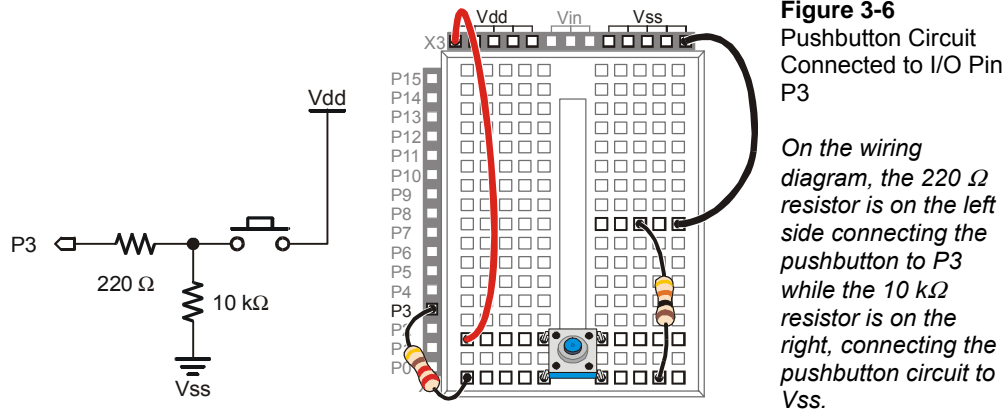 Vdd
P3
220 Ω
10 kΩ
Vss
Vdd Vin Vss
X3
P15
P14
P13
P12
P11
P10
P9
P8
P7
P6
P5
P4
P3
P0
Figure 3-6
Pushbutton Circuit
Connected to I/O Pin
P3
On the wiring
diagram, the 220 Ω
resistor is on the left
side connecting the
pushbutton to P3
while the 10 kΩ
resistor is on the
right, connecting the
pushbutton circuit to
Vss.